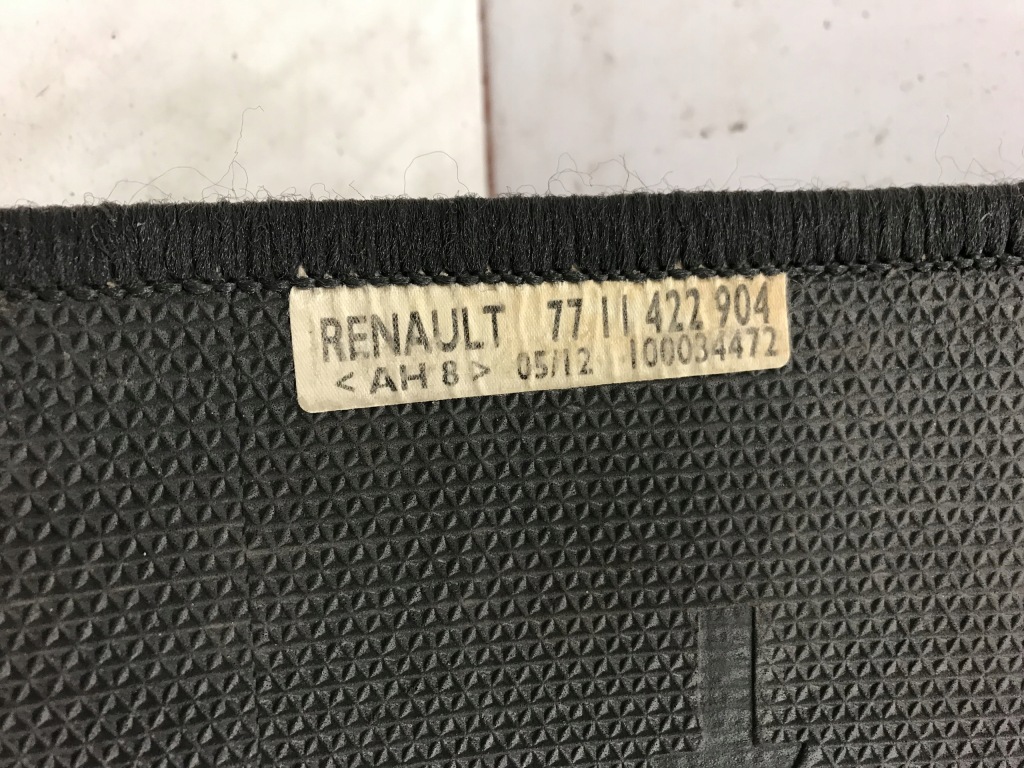 RENAULT 77 11 422 904
< AH 8 > 05/12 100034472